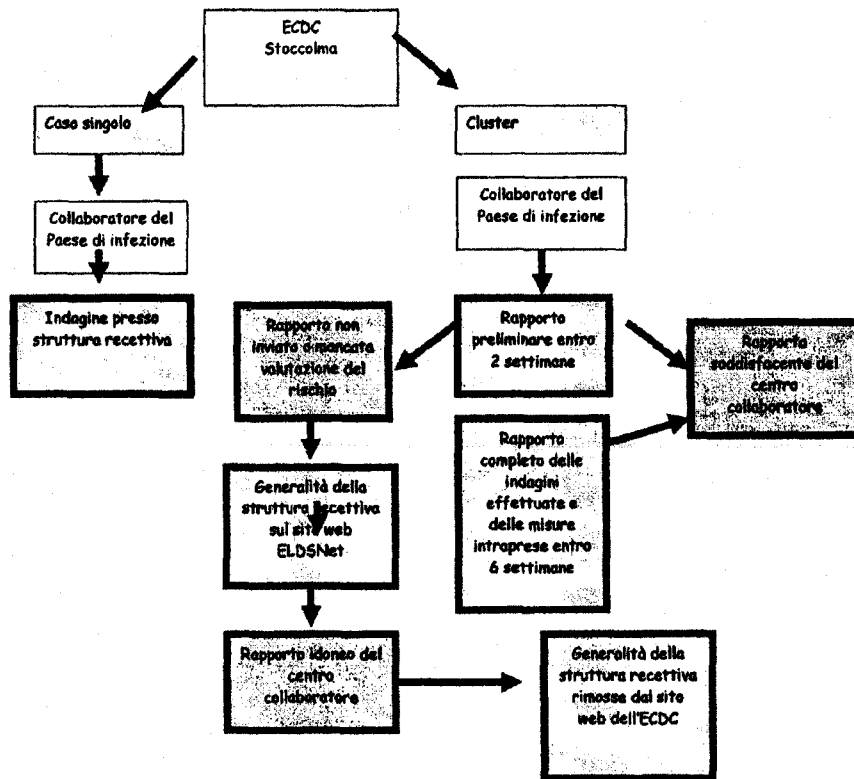 ECDC
Stoccolma
Caso singolo
Cluster
Collaboratore del
Paese di infezione
Collaboratore del
Paese di infezione
Indagine presso
struttura recettiva
Rapporto non
inviato o mancata
valutazione del
rischio
Rapporto
preliminare entro
2 settimane
Rapporto
soddisfacente del
centro
collaboratore
Rapporto
completo delle
indagini
effettuate e
delle misure
intraprese entro
6 settimane
Generalità della
struttura recettiva
sul sito web
ELDSNet
Rapporto idoneo del
centro
collaboratore
Generalità della
struttura recettiva
rimosse dal sito
web dell'ECDC